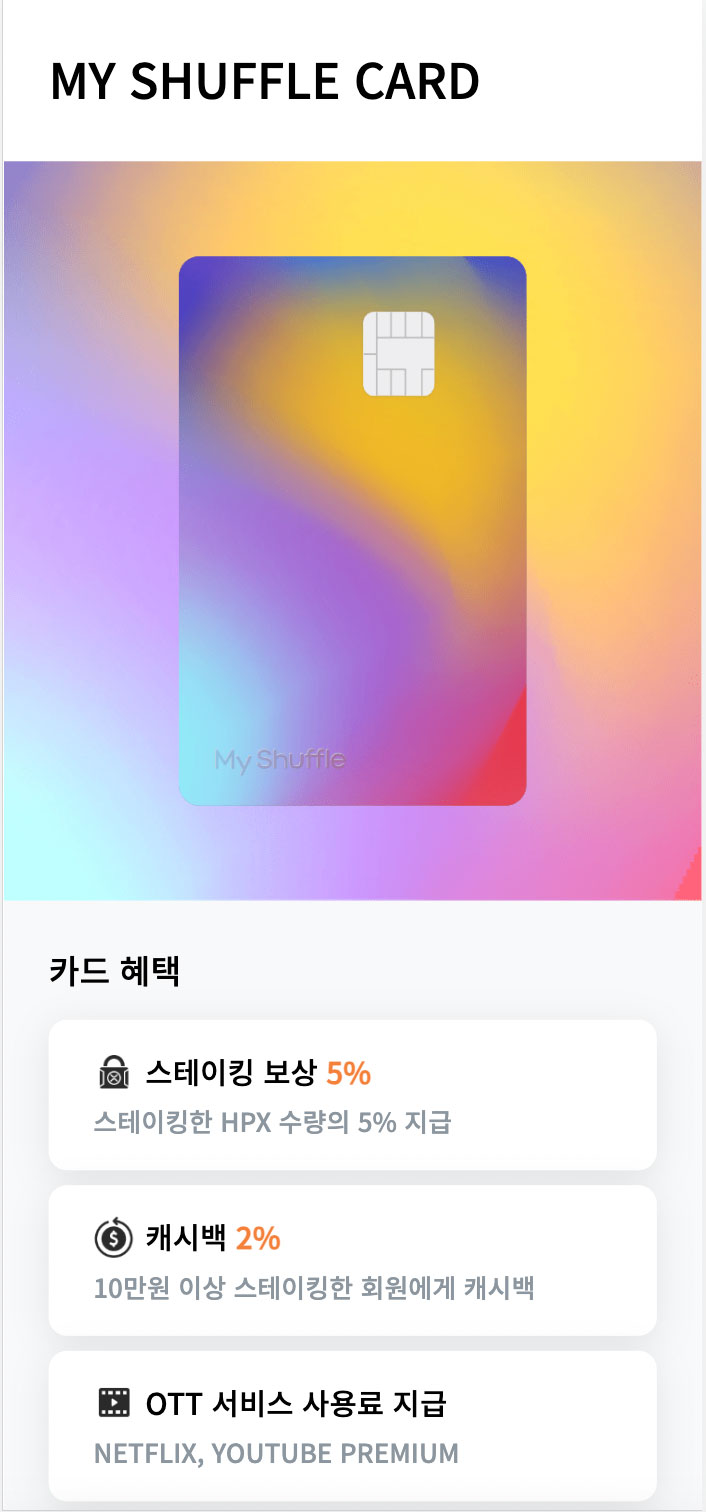 MY SHUFFLE CARD
My Shuffle
카드 혜택
스테이킹 보상 5%
스테이킹한 HPX 수량의 5% 지급
캐시백 2%
10만원 이상 스테이킹한 회원에게 캐시백
OTT 서비스 사용료 지급
NETFLIX, YOUTUBE PREMIUM